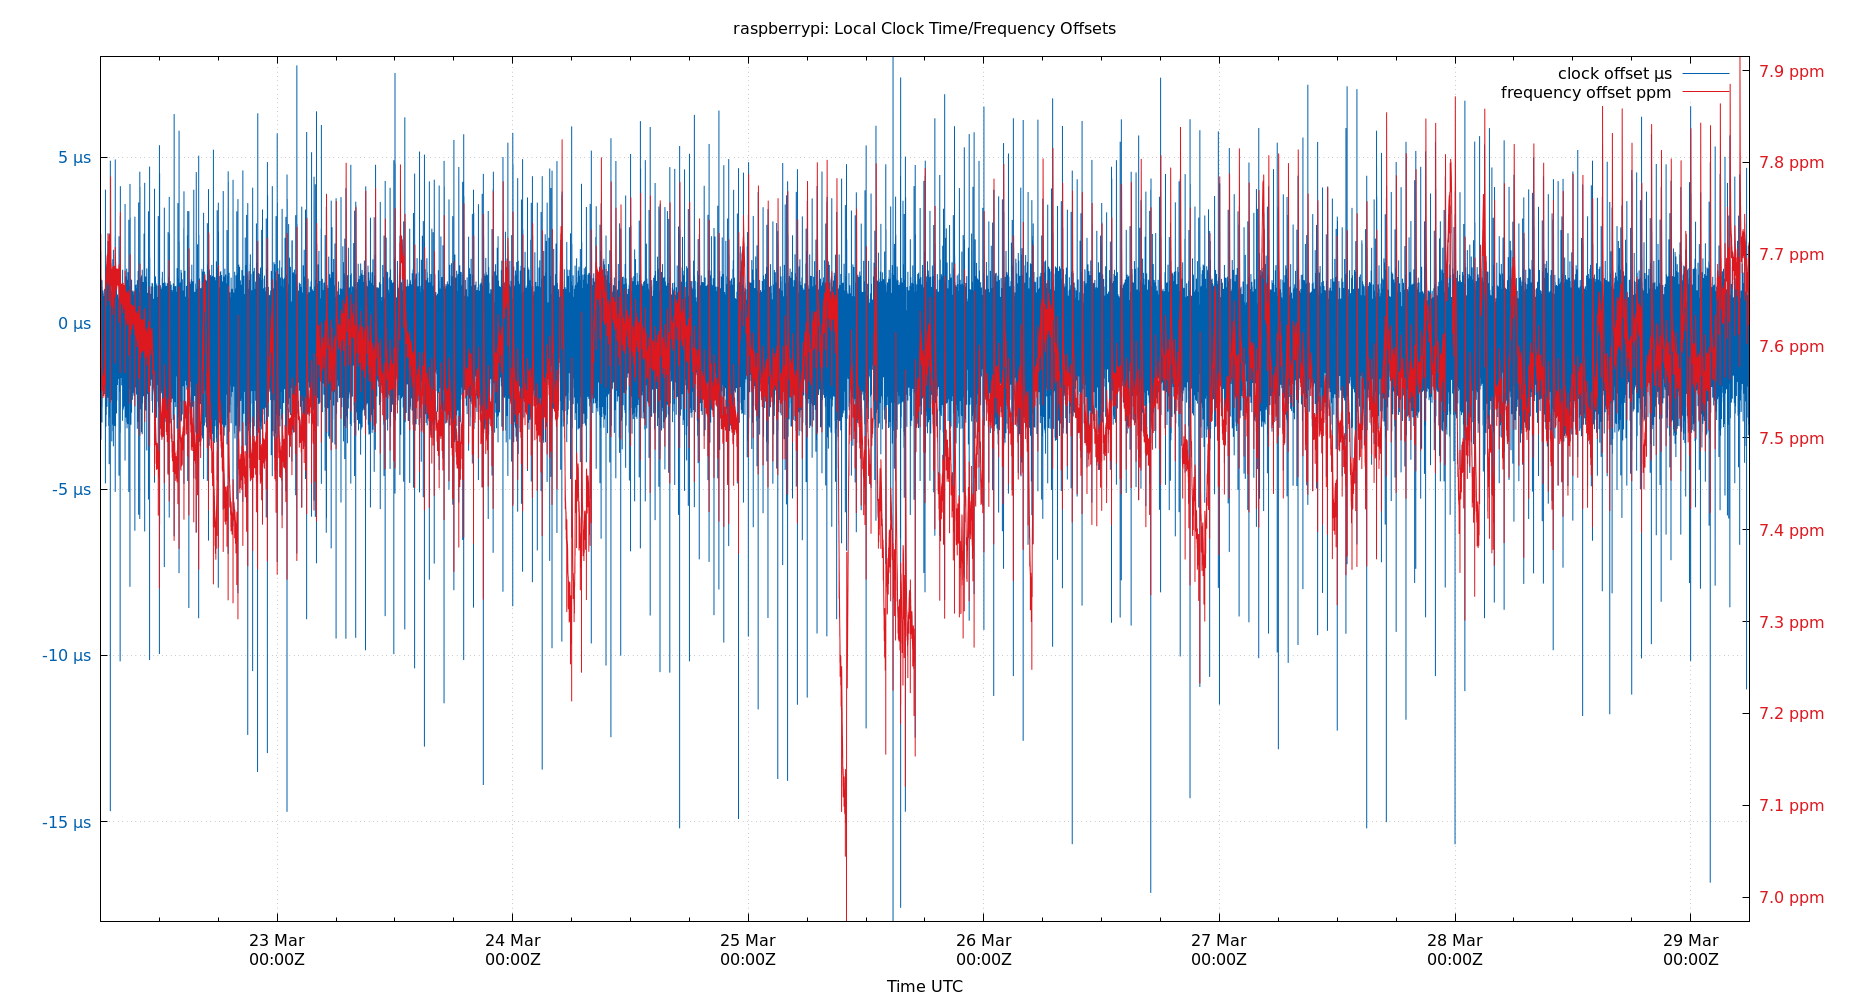 raspberrypi: Local Clock Time/Frequency Offsets
clock offset µs
frequency offset ppm
5 µs
0 µs
-5 µs
-10 µs
-15 µs
7.9 ppm
7.8 ppm
7.7 ppm
7.6 ppm
7.5 ppm
7.4 ppm
7.3 ppm
7.2 ppm
7.1 ppm
7.0 ppm
23 Mar 24 Mar 25 Mar 26 Mar 27 Mar 28 Mar 29 Mar
00:00Z 00:00Z 00:00Z 00:00Z 00:00Z 00:00Z 00:00Z
Time UTC